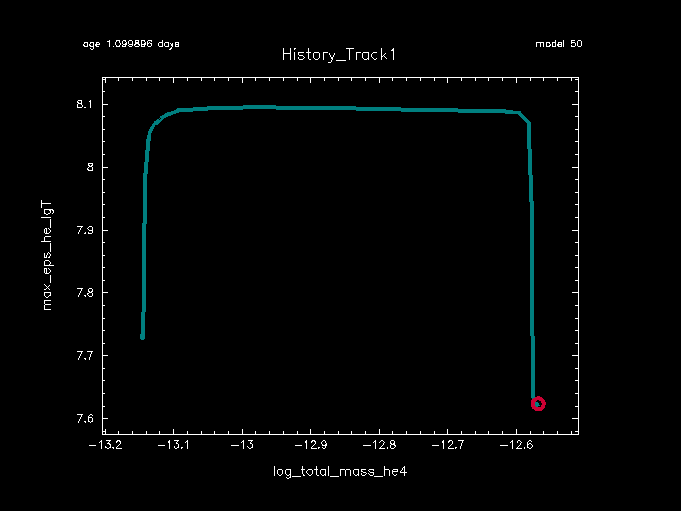 age 1.099896 days
model 50
History_Track1
8.1
8
7.9
7.8
7.7
7.6
max_eps_he_lgT
-13.2 -13.1 -13 -12.9 -12.8 -12.7 -12.6
log_total_mass_he4